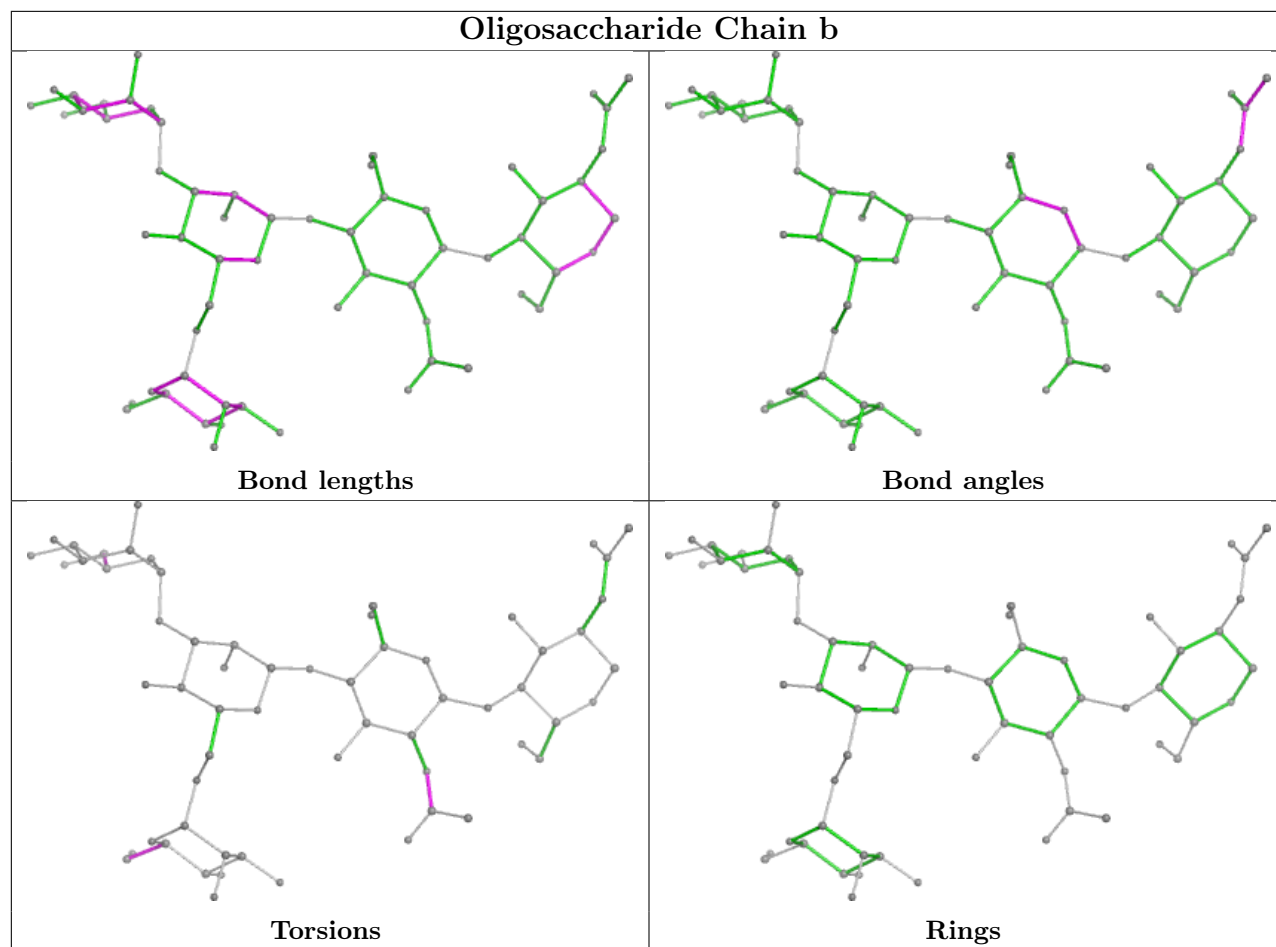 Oligosaccharide Chain b
Bond lengths
Bond angles
Torsions
Rings